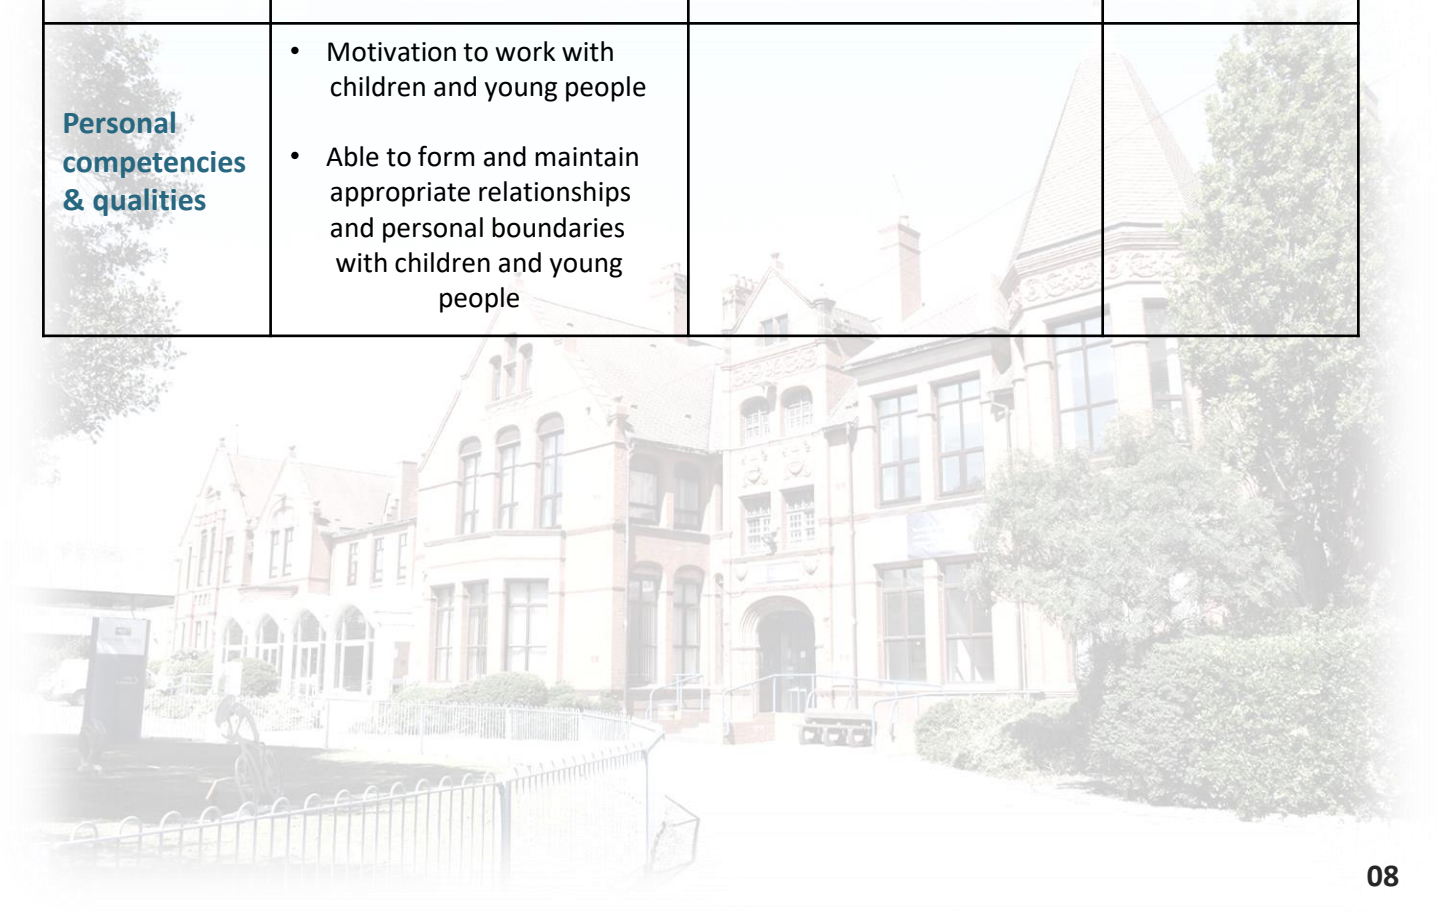 Personal
competencies
& qualities
• Motivation to work with
children and young people
• Able to form and maintain
appropriate relationships
and personal boundaries
with children and young
people
08